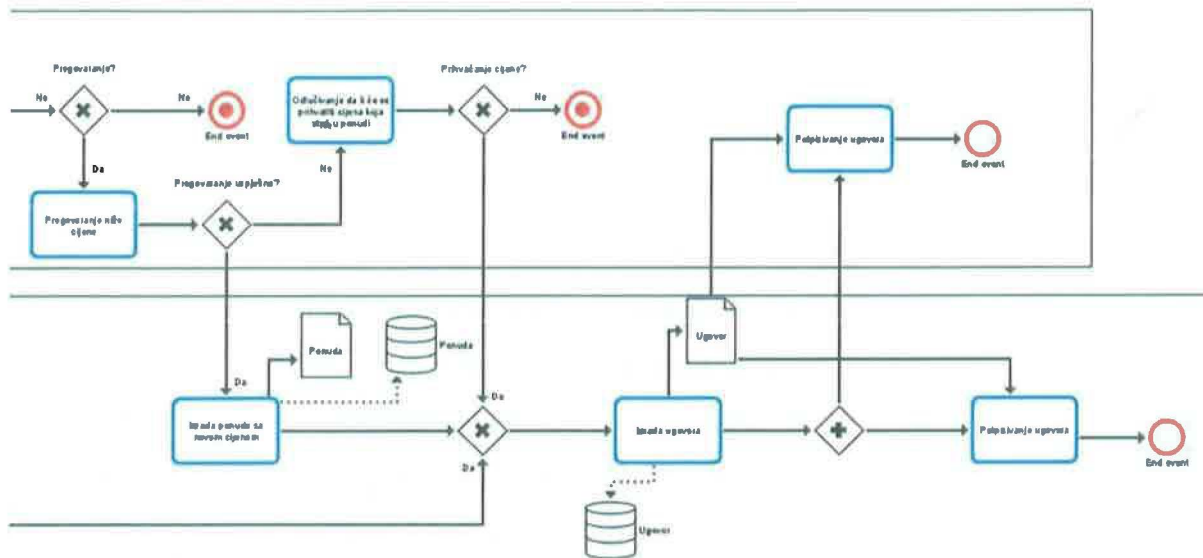 Pregovaranje?
Ne
Ne
End event
Da
Pregovaranje niže
cijene
Pregovaranje uspješno?
Ne
Odlučivanje da li će se
prihvatiti cijena koja
stoji u ponudi
Prihvaćanje cijene?
Ne
End event
Potpisivanje ugovora
End event
Da
Ponuda
Ponuda
Izrada ponude sa
novom cijenom
Da
Da
Izrada ugovora
Ugovor
Ugovor
Potpisivanje ugovora
End event